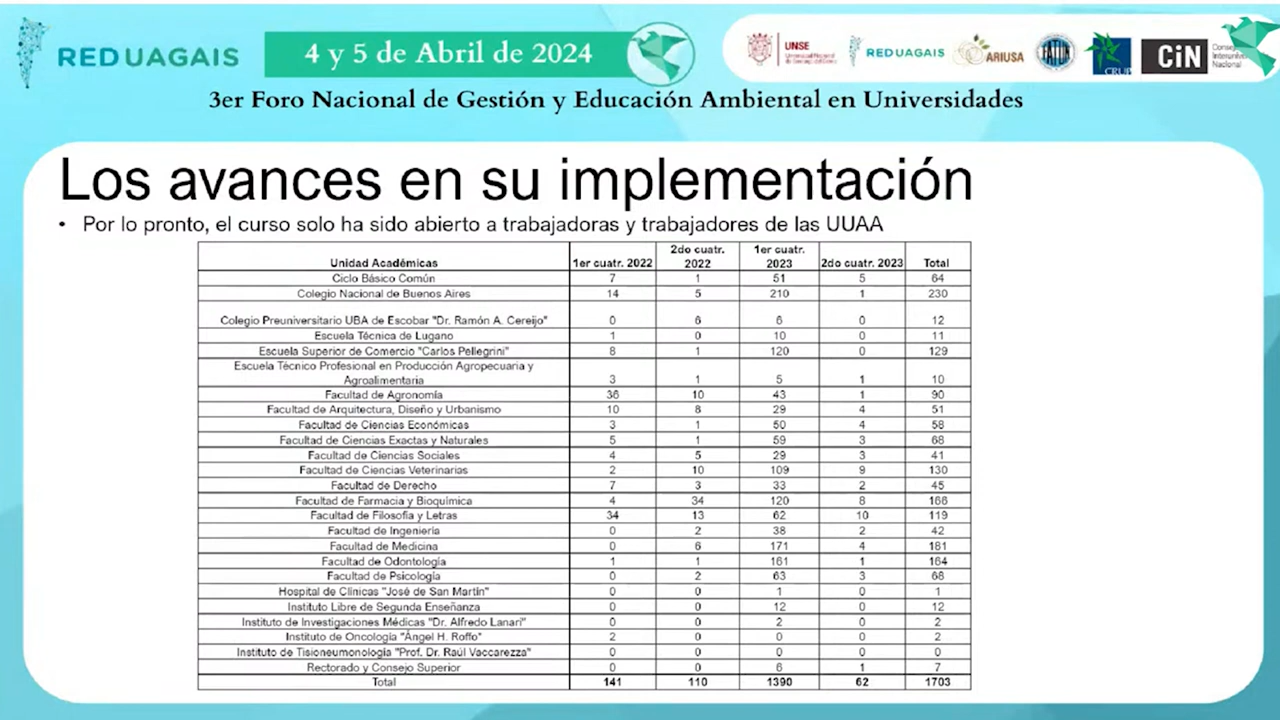 REDUAGAIS
4 y 5 de Abril de 2024
UNSE
REDUAGAIS
ARIUSA
FATUN
CRUP
CiN
Nacional
3er Foro Nacional de Gestión y Educación Ambiental en Universidades
Los avances en su implementación
• Por lo pronto, el curso solo ha sido abierto a trabajadoras y trabajadores de las UUAA
Unidad Académicas 1er cuatr. 2022 2do cuatr. 2022 1er cuatr. 2023 2do cuatr. 2023 Total
Ciclo Básico Común 7 1 51 5 64
Colegio Nacional de Buenos Aires 14 5 210 1 230
Colegio Preuniversitario UBA de Escobar "Dr. Ramón A. Cereijo" 0 6 6 0 12
Escuela Técnica de Lugano 1 0 10 0 11
Escuela Superior de Comercio "Carlos Pellegrini" 8 1 120 0 129
Escuela Técnico Profesional en Producción Agropecuaria y
Agroalimentaria 3 1 5 1 10
Facultad de Agronomía 36 10 43 1 90
Facultad de Arquitectura, Diseño y Urbanismo 10 8 29 4 51
Facultad de Ciencias Económicas 3 1 50 4 58
Facultad de Ciencias Exactas y Naturales 5 1 59 3 68
Facultad de Ciencias Sociales 4 5 29 3 41
Facultad de Ciencias Veterinarias 2 10 109 9 130
Facultad de Derecho 7 3 33 2 45
Facultad de Farmacia y Bioquímica 4 34 120 8 166
Facultad de Filosofía y Letras 34 13 62 10 119
Facultad de Ingeniería 0 2 38 2 42
Facultad de Medicina 0 6 171 4 181
Facultad de Odontología 1 1 161 1 164
Facultad de Psicología 0 2 63 3 68
Hospital de Clínicas "José de San Martín" 0 0 1 0 1
Instituto Libre de Segunda Enseñanza 0 0 12 0 12
Instituto de Investigaciones Médicas "Dr. Alfredo Lanari" 0 0 2 0 2
Instituto de Oncología "Ángel H. Roffo" 2 0 0 0 2
Instituto de Tisioneumonología "Prof. Dr. Raúl Vaccarezza" 0 0 0 0 0
Rectorado y Consejo Superior 0 0 6 1 7
Total 141 110 1390 62 1703